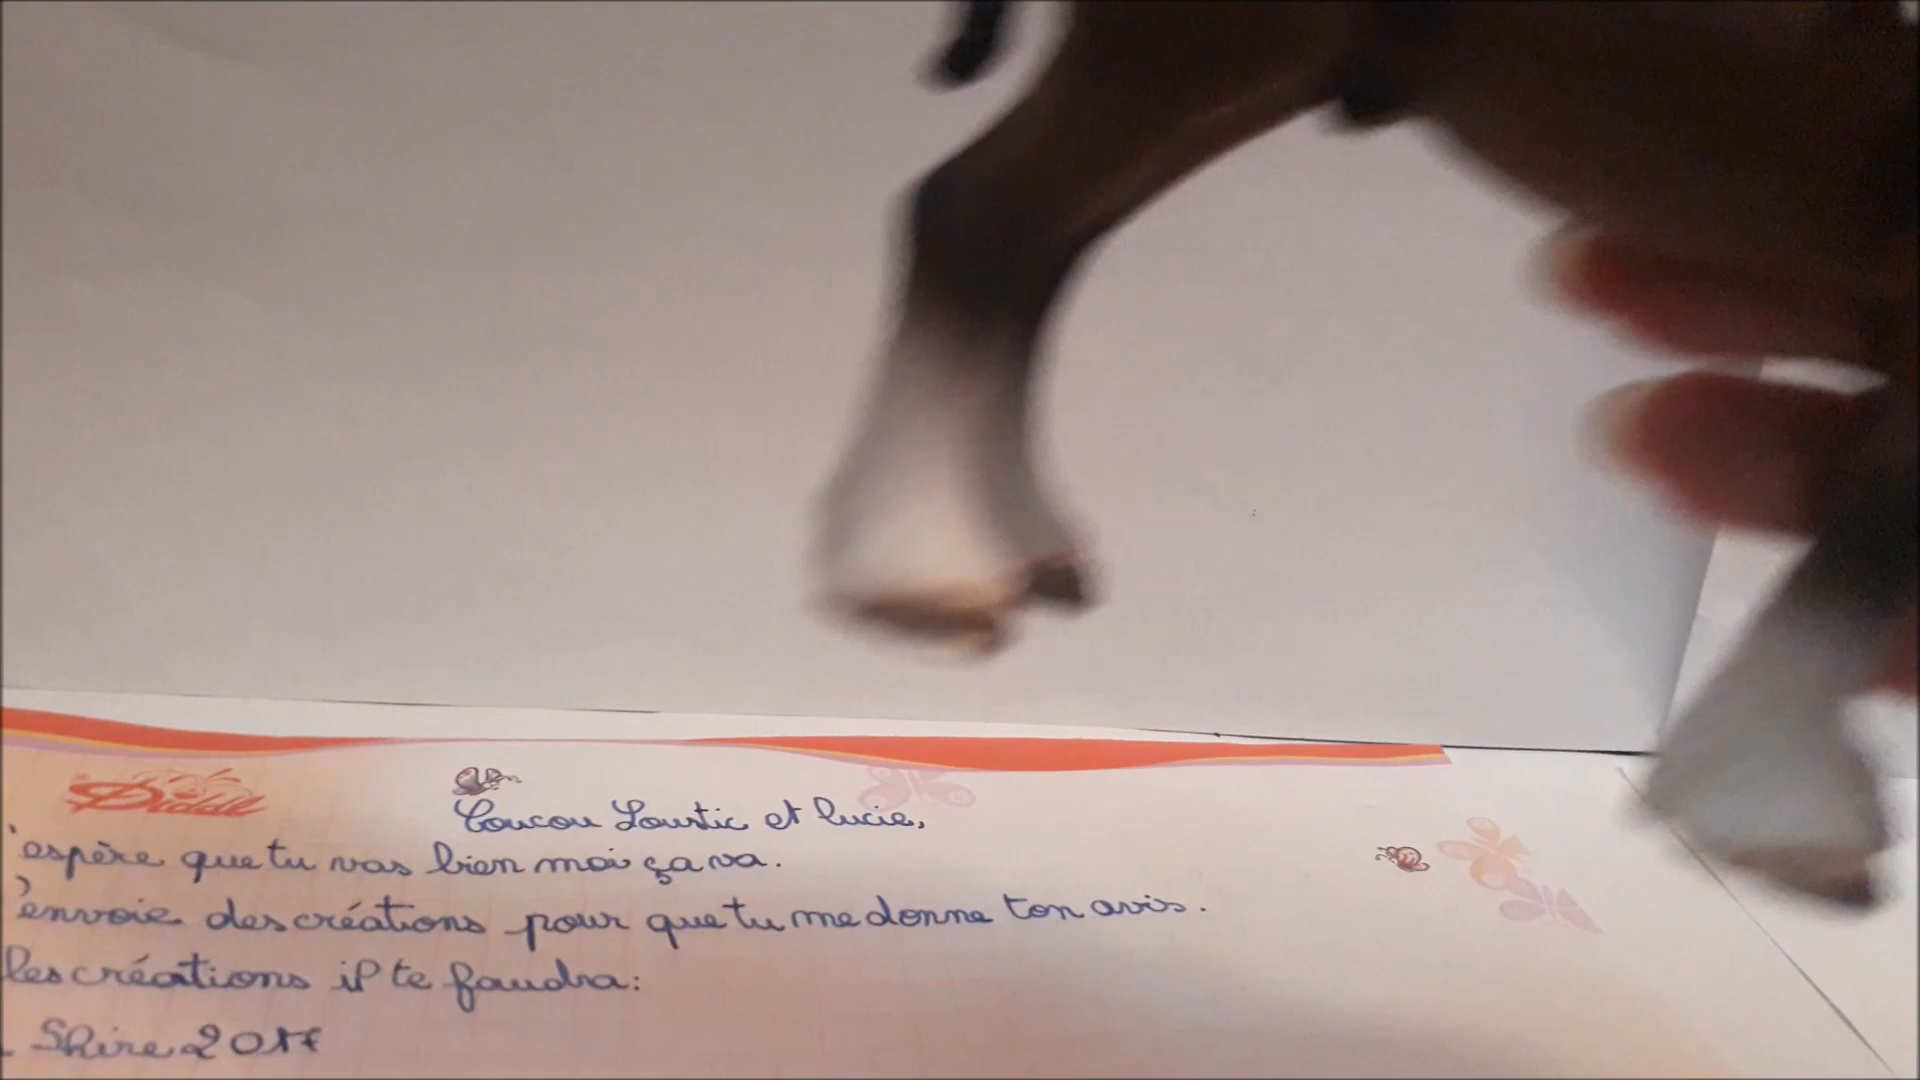 Diddl
Coucou Loustic et lucie,
'espère que tu vas bien moi ça va.
'envoie des créations pour que tu me donne ton avis.
les créations il te faudra:
- Shire 2017